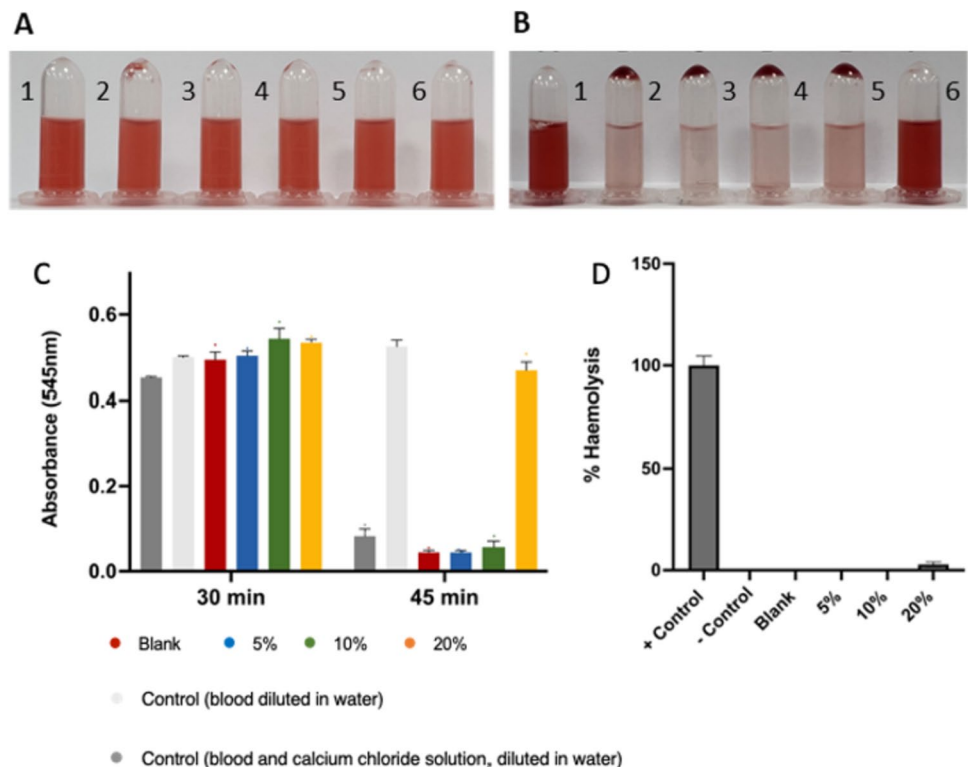 A
1 2 3 4 5 6
B
1 2 3 4 5 6
C
Absorbance (545nm)
0.6
0.4
0.2
0.0
30 min 45 min
Blank 5% 10% 20%
Control (blood diluted in water)
Control (blood and calcium chloride solution, diluted in water)
D
% Haemolysis
150
100
50
0
+ Control - Control Blank 5% 10% 20%